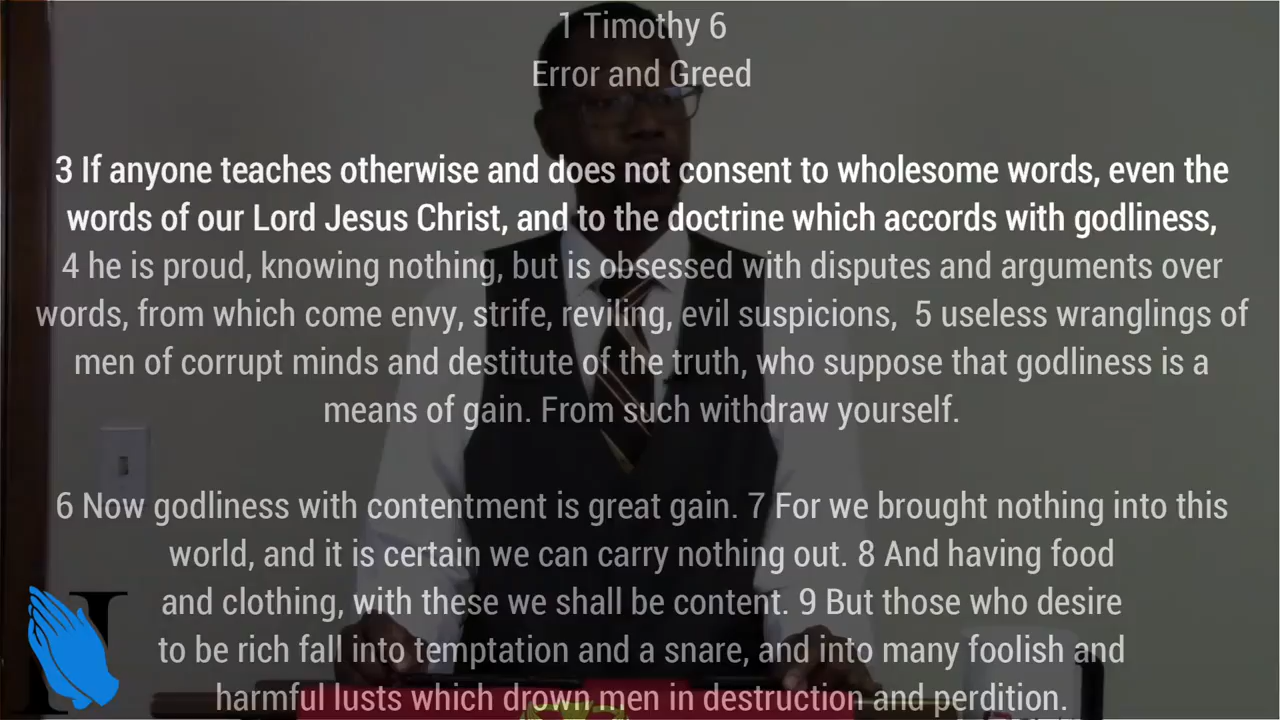 1 Timothy 6
Error and Greed
3 If anyone teaches otherwise and does not consent to wholesome words, even the
words of our Lord Jesus Christ, and to the doctrine which accords with godliness,
4 he is proud, knowing nothing, but is obsessed with disputes and arguments over
words, from which come envy, strife, reviling, evil suspicions,  5 useless wranglings of
men of corrupt minds and destitute of the truth, who suppose that godliness is a
means of gain. From such withdraw yourself.
6 Now godliness with contentment is great gain. 7 For we brought nothing into this
world, and it is certain we can carry nothing out. 8 And having food
and clothing, with these we shall be content. 9 But those who desire
to be rich fall into temptation and a snare, and into many foolish and
harmful lusts which drown men in destruction and perdition.
I